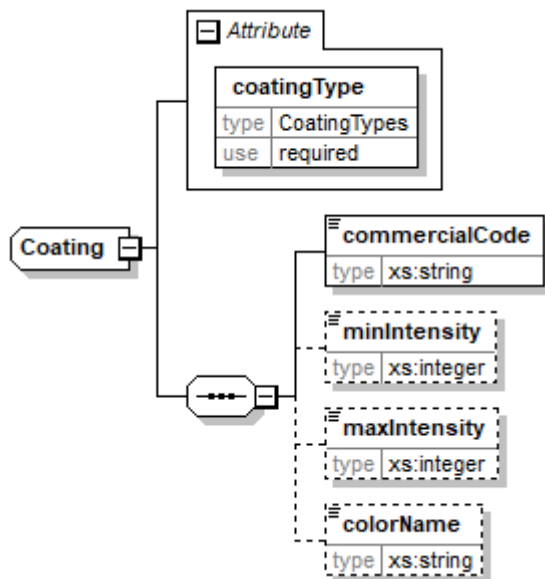 Attribute
coatingType
type CoatingTypes
use required
Coating
commercialCode
type xs:string
minIntensity
type xs:integer
maxIntensity
type xs:integer
colorName
type xs:string